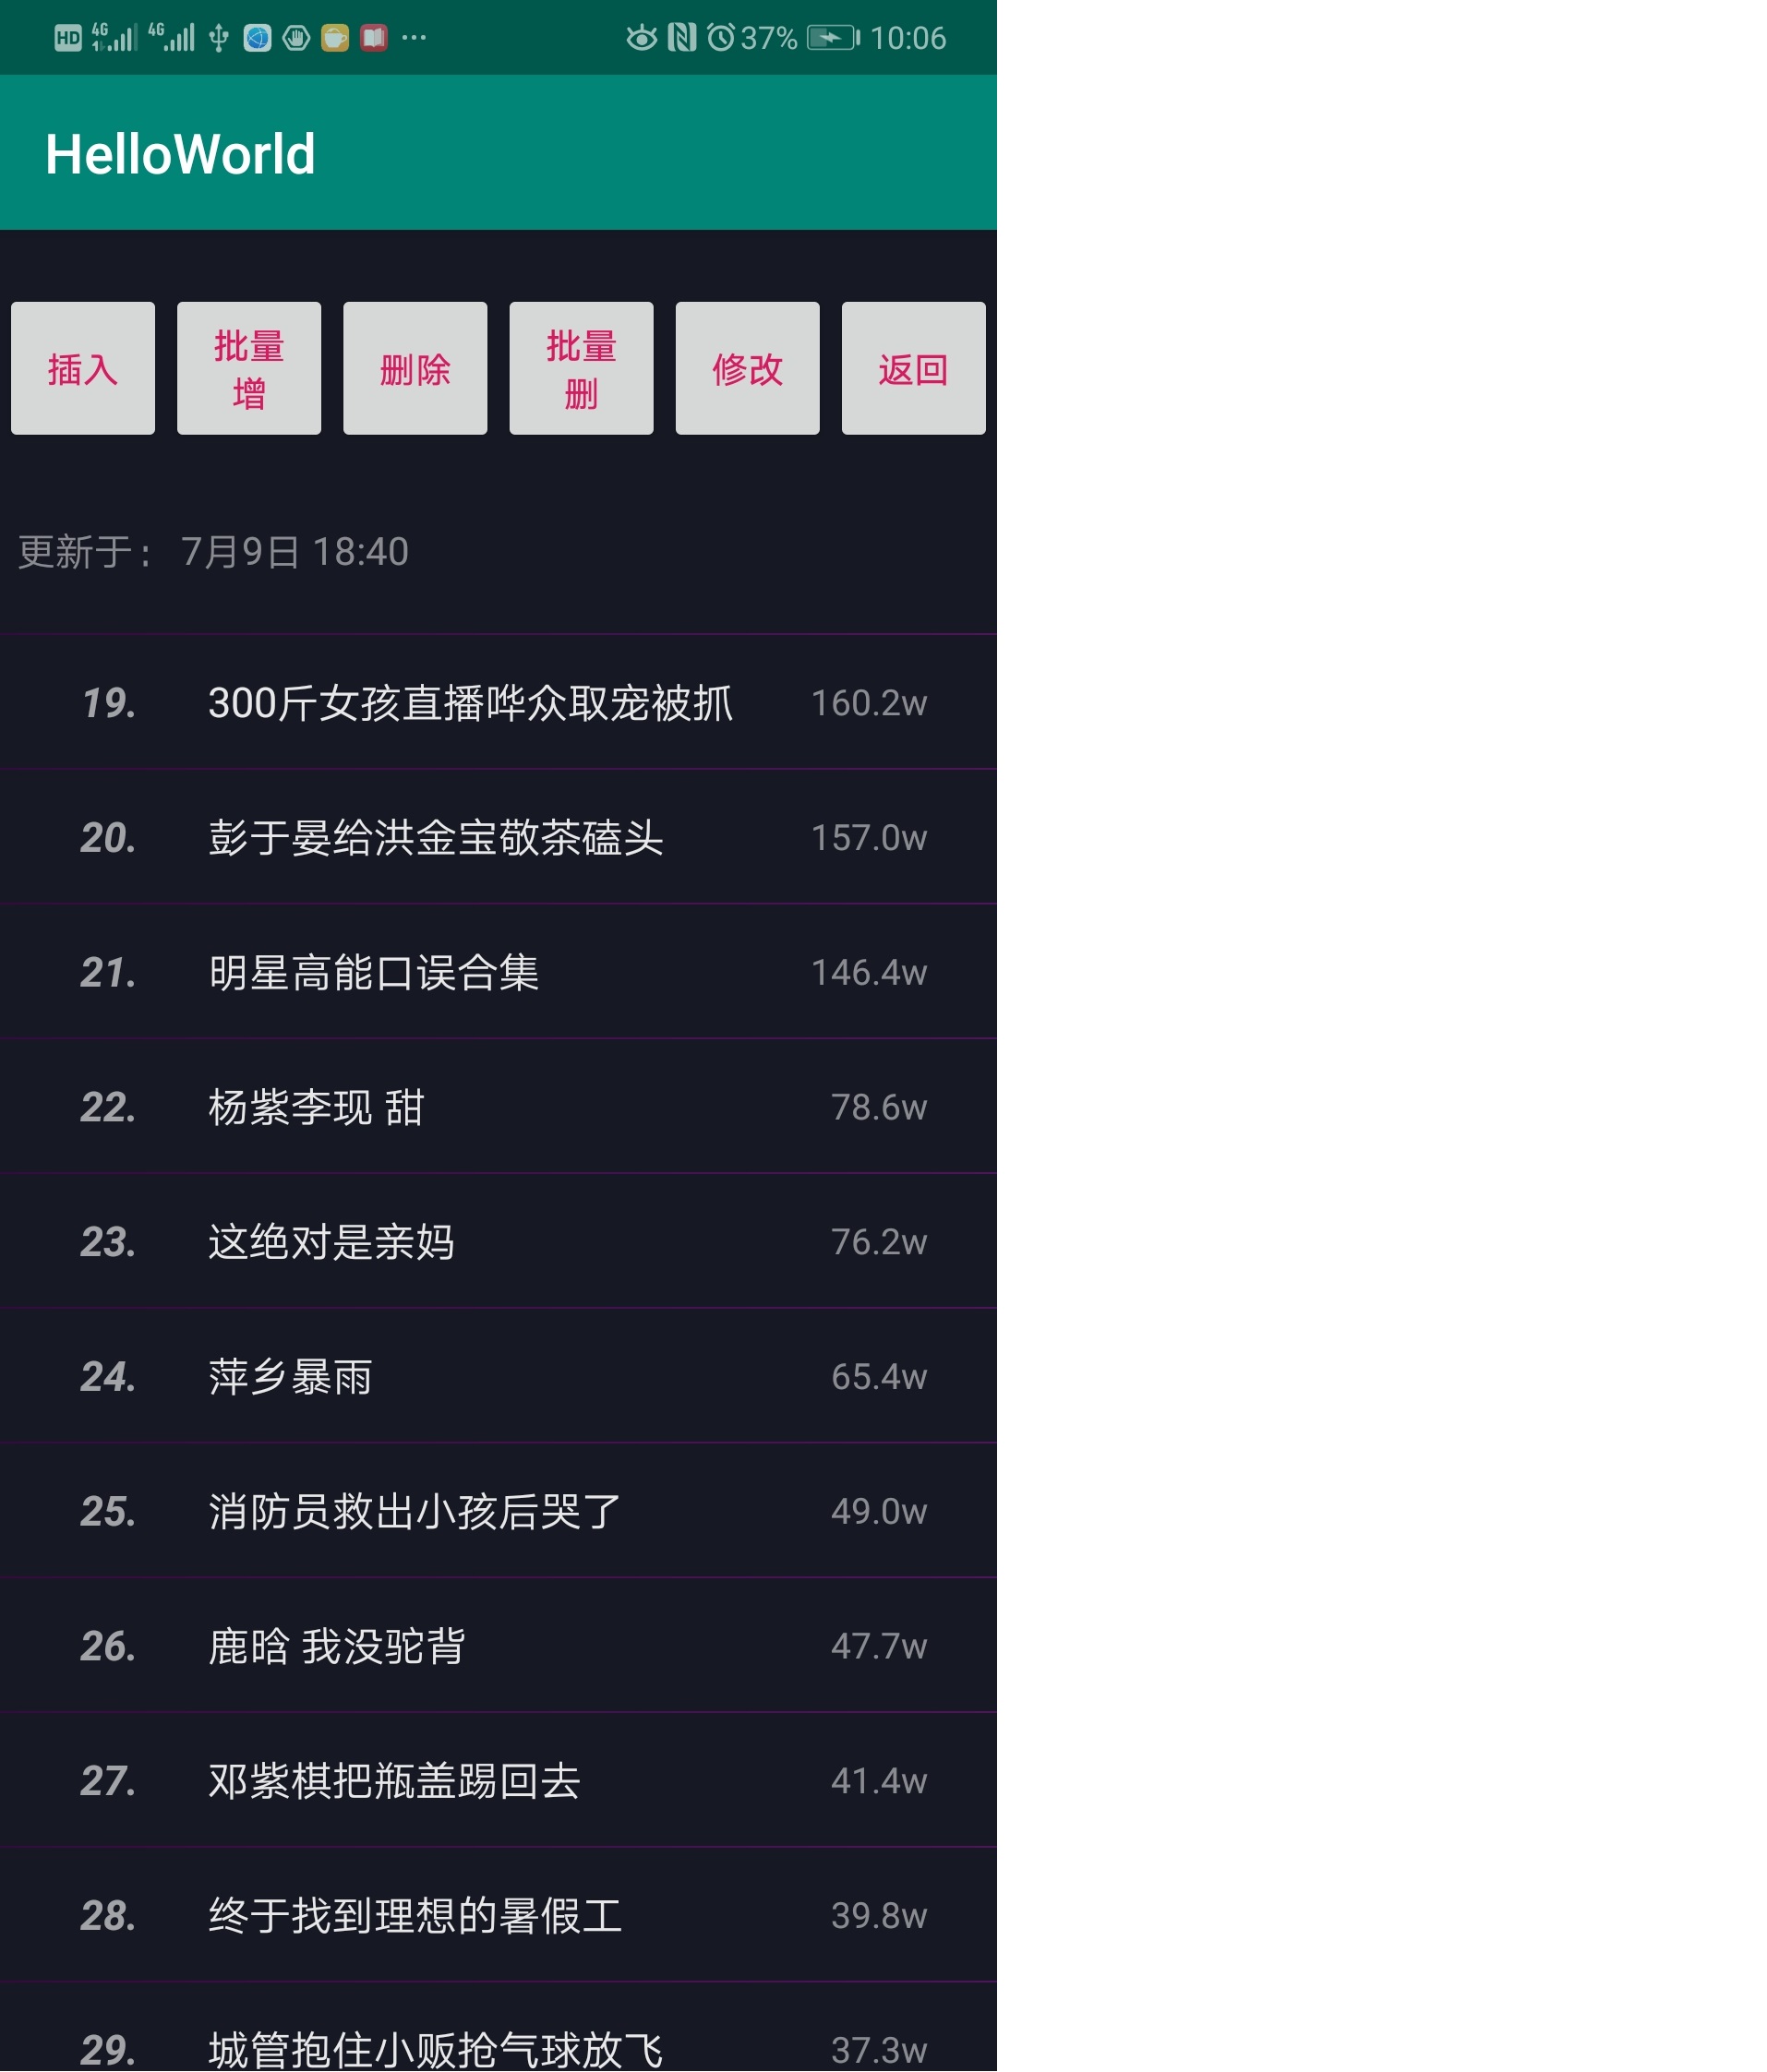 HD 4G 1 4G 37% 10:06
HelloWorld
插入 批量增 删除 批量删 修改 返回
更新于： 7月9日 18:40
19. 300斤女孩直播哗众取宠被抓 160.2w
20. 彭于晏给洪金宝敬茶磕头 157.0w
21. 明星高能口误合集 146.4w
22. 杨紫李现 甜 78.6w
23. 这绝对是亲妈 76.2w
24. 萍乡暴雨 65.4w
25. 消防员救出小孩后哭了 49.0w
26. 鹿晗 我没驼背 47.7w
27. 邓紫棋把瓶盖踢回去 41.4w
28. 终于找到理想的暑假工 39.8w
29. 城管抱住小贩抢气球放飞 37.3w